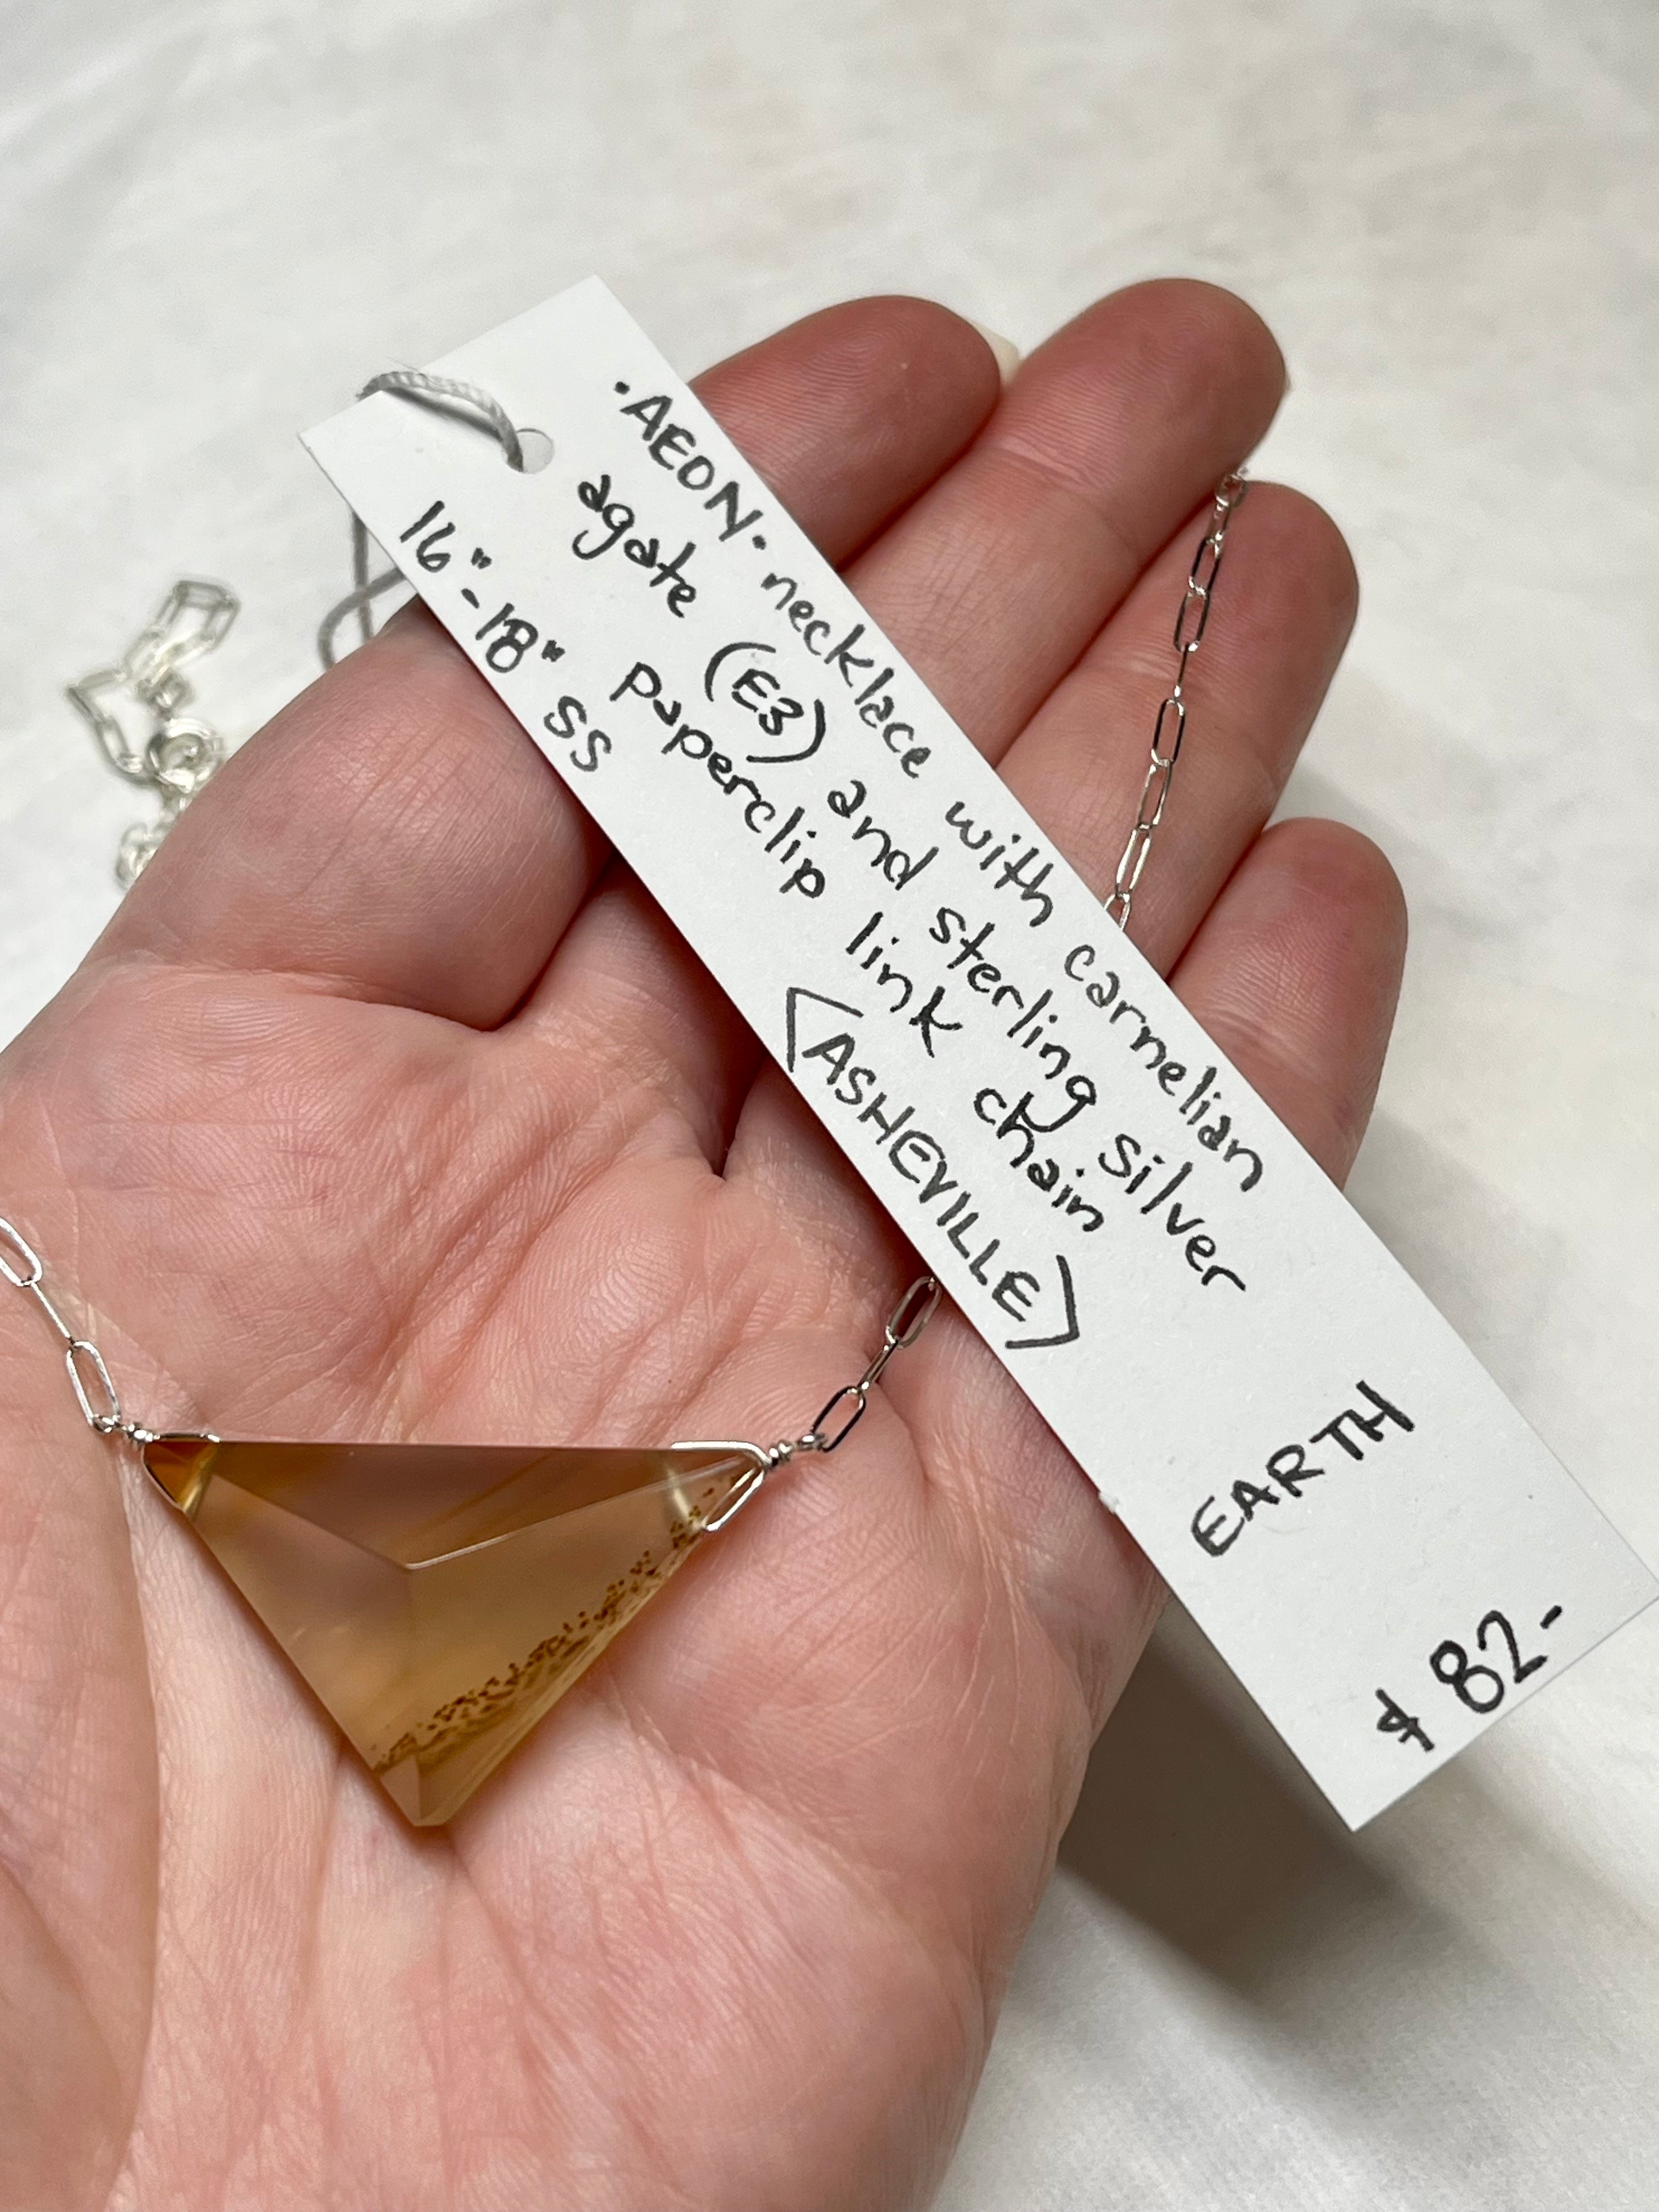 •AEON• necklace with carnelian
agate (E3) and sterling silver
paperclip link chain
16"-18" SS
<ASHEVILLE>
EARTH
$ 82-